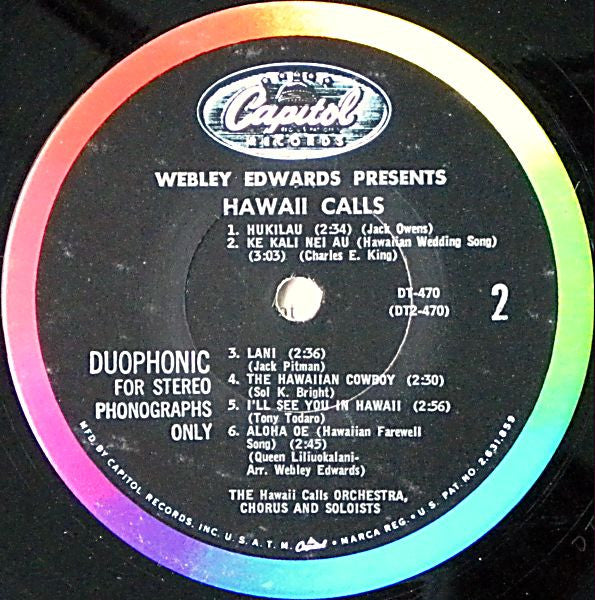 Capitol
RECORDS
WEBLEY EDWARDS PRESENTS
HAWAII CALLS
1. HUKILAU (2:34) (Jack Owens)
2. KE KALI NEI AU (Hawaiian Wedding Song)
(3:03) (Charles E. King)
DT-470
(DT2-470)
2
DUOPHONIC
FOR STEREO
PHONOGRAPHS
ONLY
3. LANI (2:36)
(Jack Pitman)
4. THE HAWAIIAN COWBOY (2:30)
(Sol K. Bright)
5. I'LL SEE YOU IN HAWAII (2:56)
(Tony Todaro)
6. ALOHA OE (Hawaiian Farewell
Song) (2:45)
(Queen Liliuokalani-
Arr. Webley Edwards)
THE Hawaii Calls ORCHESTRA,
CHORUS AND SOLOISTS
MFD. BY CAPITOL RECORDS, INC. U.S.A. T.M. Capitol • MARCA REG. • U.S. PAT. NO. 2,631,859